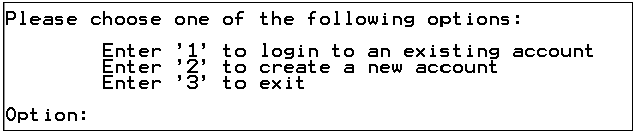 Please choose one of the following options:
Enter '1' to login to an existing account
Enter '2' to create a new account
Enter '3' to exit
Option: